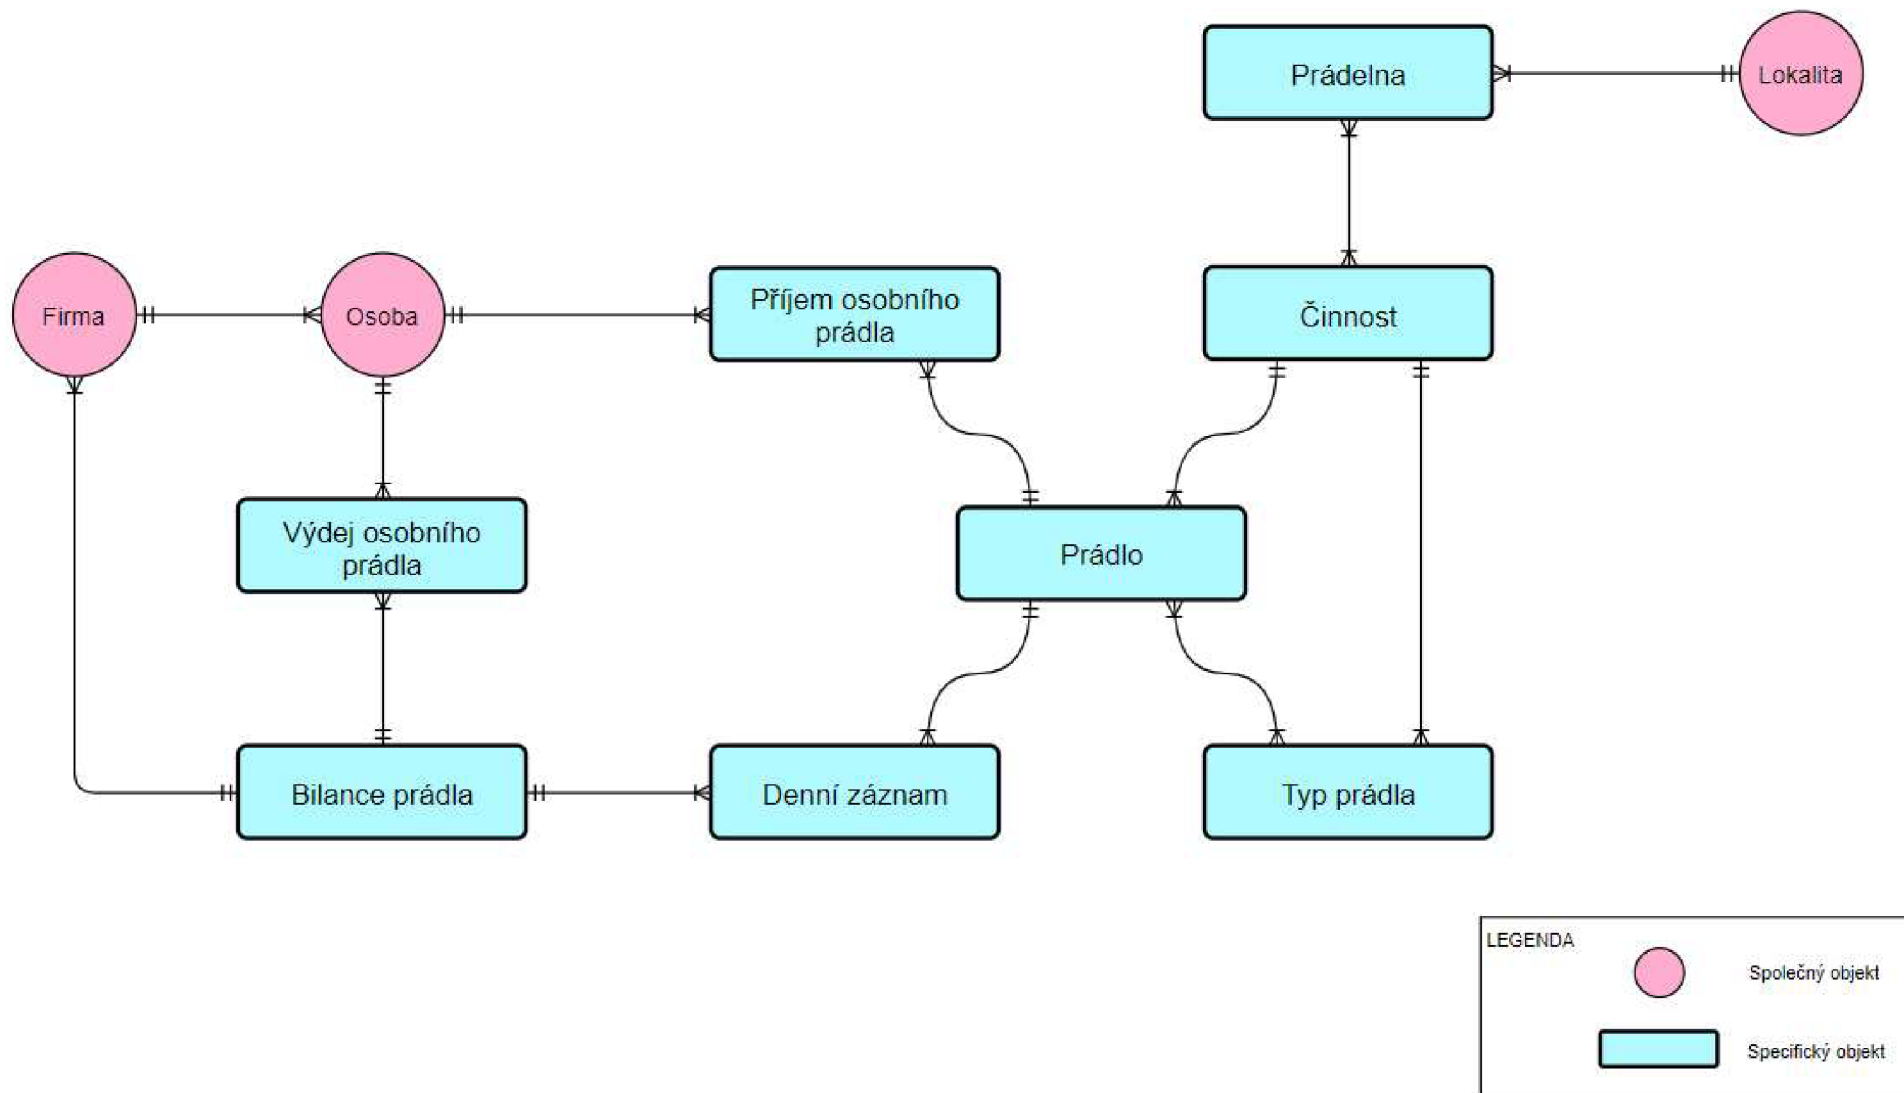 Prádelna
Lokalita
Firma
Osoba
Příjem osobního
prádla
Činnost
Výdej osobního
prádla
Prádlo
Bilance prádla
Denní záznam
Typ prádla
LEGENDA
Společný objekt
Specifický objekt